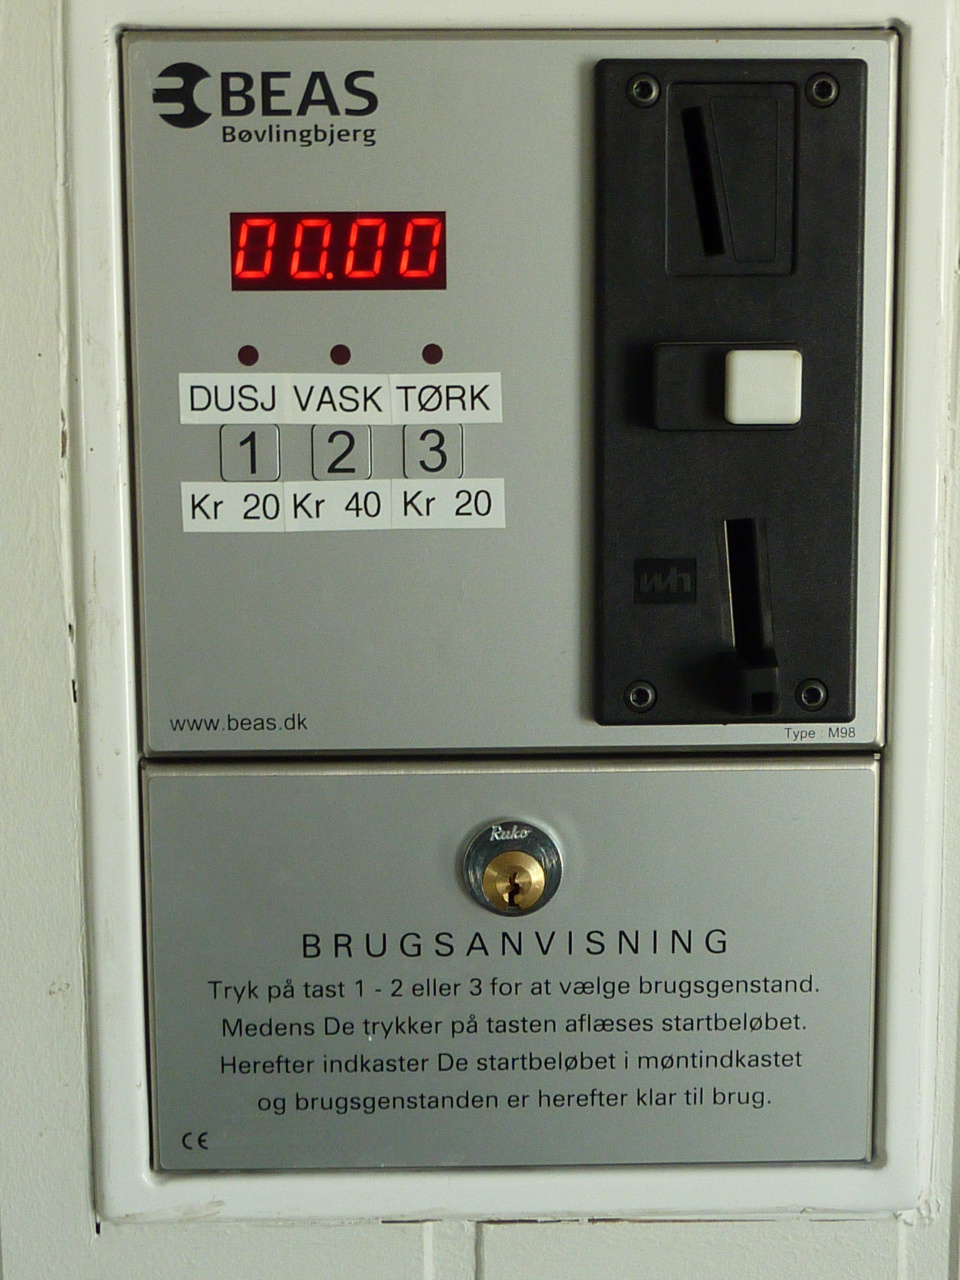 BEAS
Bøvlingbjerg
00.00
DUSJ VASK TØRK
1 2 3
Kr 20 Kr 40 Kr 20
wh
www.beas.dk
Type : M98
Ruko
BRUGSANVISNING
Tryk på tast 1 - 2 eller 3 for at vælge brugsgenstand.
Medens De trykker på tasten aflæses startbeløbet.
Herefter indkaster De startbeløbet i møntindkastet
og brugsgenstanden er herefter klar til brug.
CE